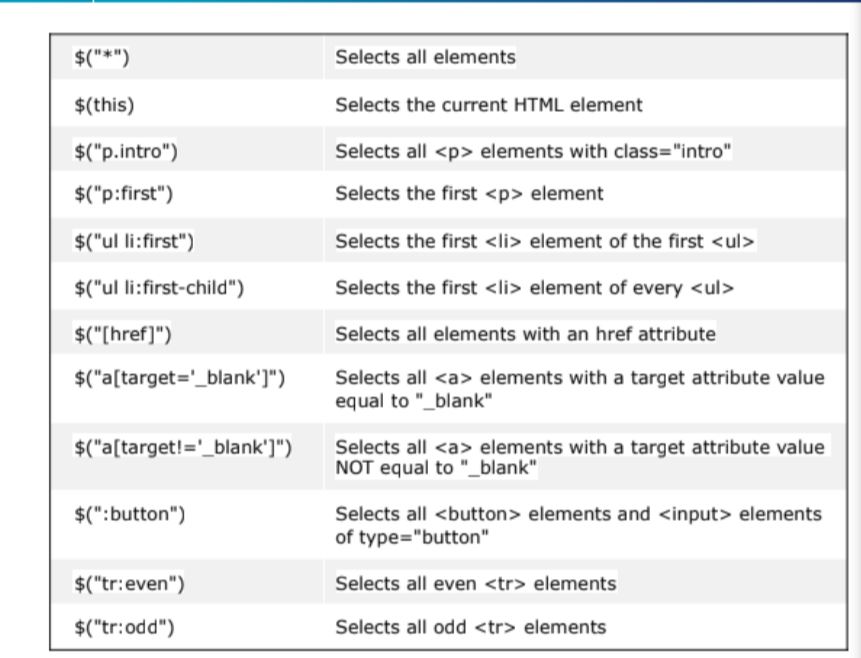 $("*") Selects all elements
$(this) Selects the current HTML element
$("p.intro") Selects all <p> elements with class="intro"
$("p:first") Selects the first <p> element
$("ul li:first") Selects the first <li> element of the first <ul>
$("ul li:first-child") Selects the first <li> element of every <ul>
$("[href]") Selects all elements with an href attribute
$("a[target='_blank']") Selects all <a> elements with a target attribute value
equal to "_blank"
$("a[target!='_blank']") Selects all <a> elements with a target attribute value
NOT equal to "_blank"
$(":button") Selects all <button> elements and <input> elements
of type="button"
$("tr:even") Selects all even <tr> elements
$("tr:odd") Selects all odd <tr> elements